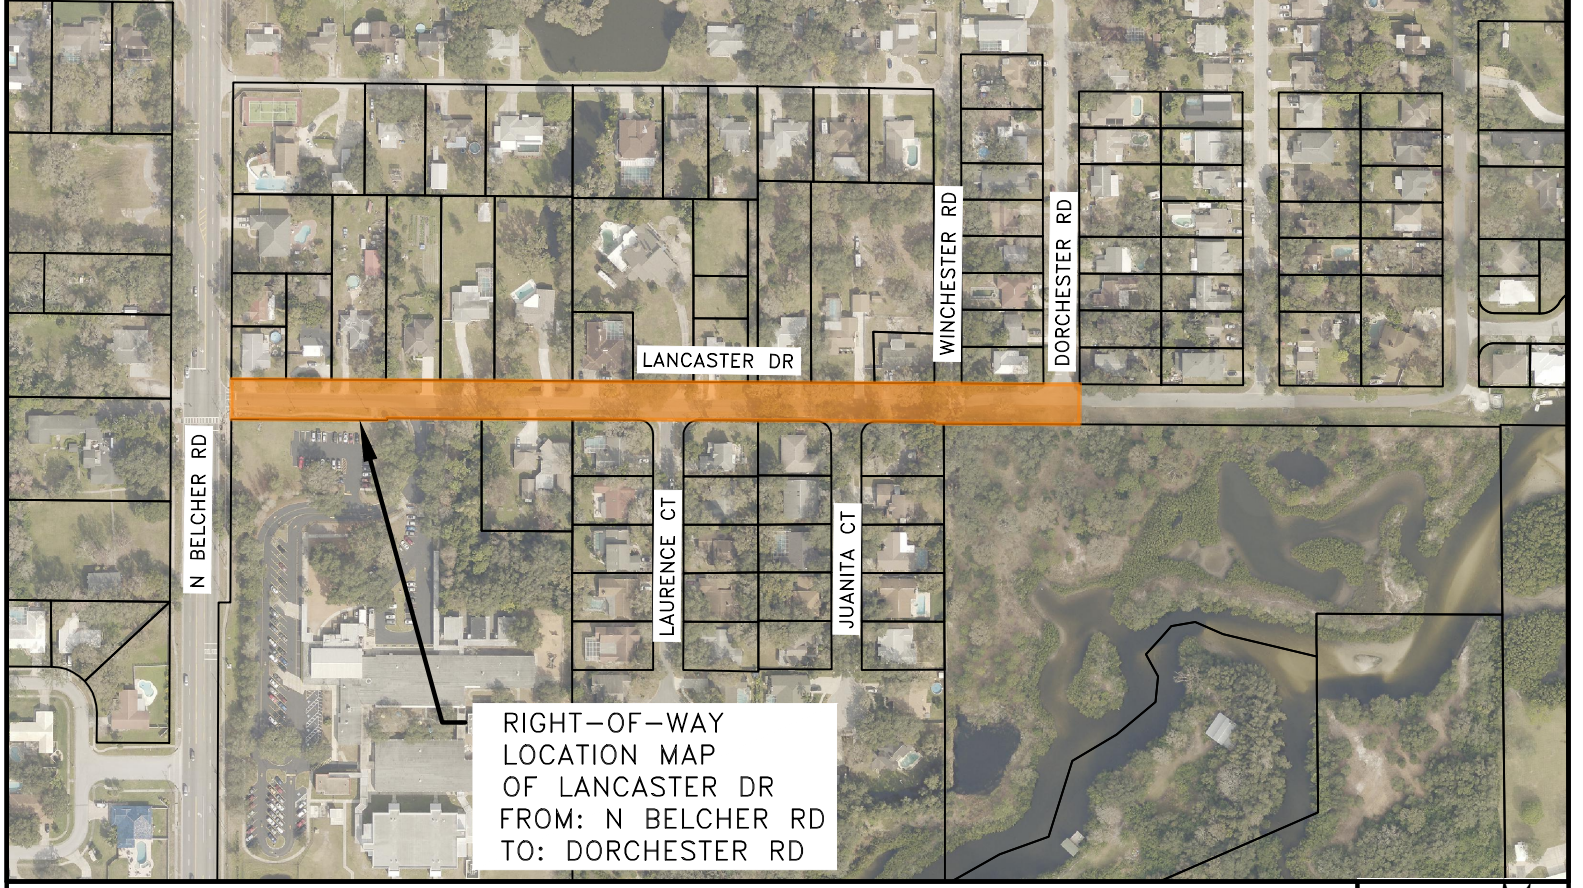 LANCASTER DR
WINCHESTER RD
DORCHESTER RD
N BELCHER RD
LAURENCE CT
JUANITA CT
RIGHT-OF-WAY
LOCATION MAP
OF LANCASTER DR
FROM: N BELCHER RD
TO: DORCHESTER RD